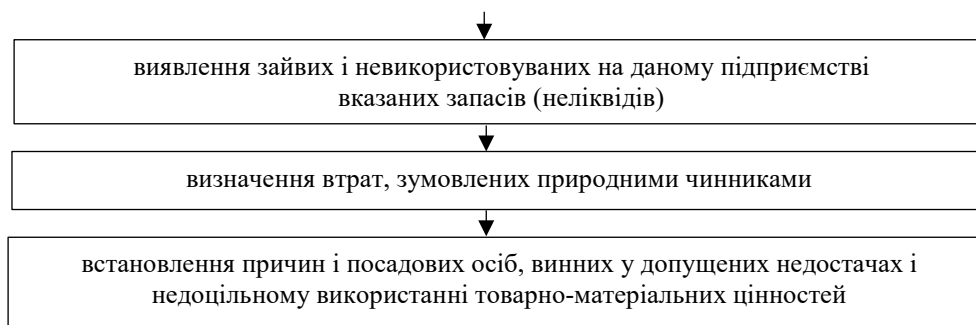 виявлення зайвих і невикористовуваних на даному підприємстві
вказаних запасів (неліквідів)
визначення втрат, зумовлених природними чинниками
встановлення причин і посадових осіб, винних у допущених недостачах і
недоцільному використанні товарно-матеріальних цінностей